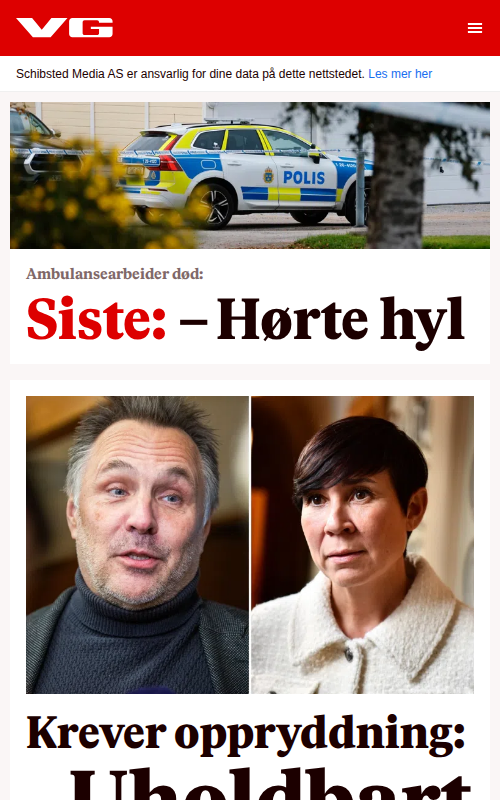 VG
Schibsted Media AS er ansvarlig for dine data på dette nettstedet. Les mer her
POLIS
Ambulansearbeider død:
Siste: – Hørte hyl
Krever oppryddning:
Uholdbart